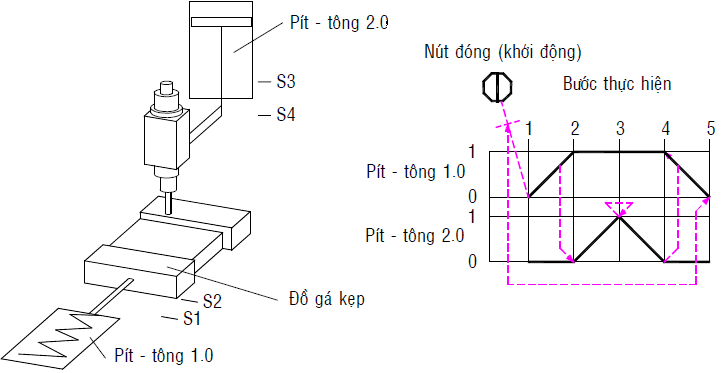 Pít - tông 2.0
S3
S4
Đồ gá kẹp
S2
S1
Pít - tông 1.0
Nút đóng (khởi động)
Bước thực hiện
1 2 3 4 5
1
Pít - tông 1.0
0
1
Pít - tông 2.0
0